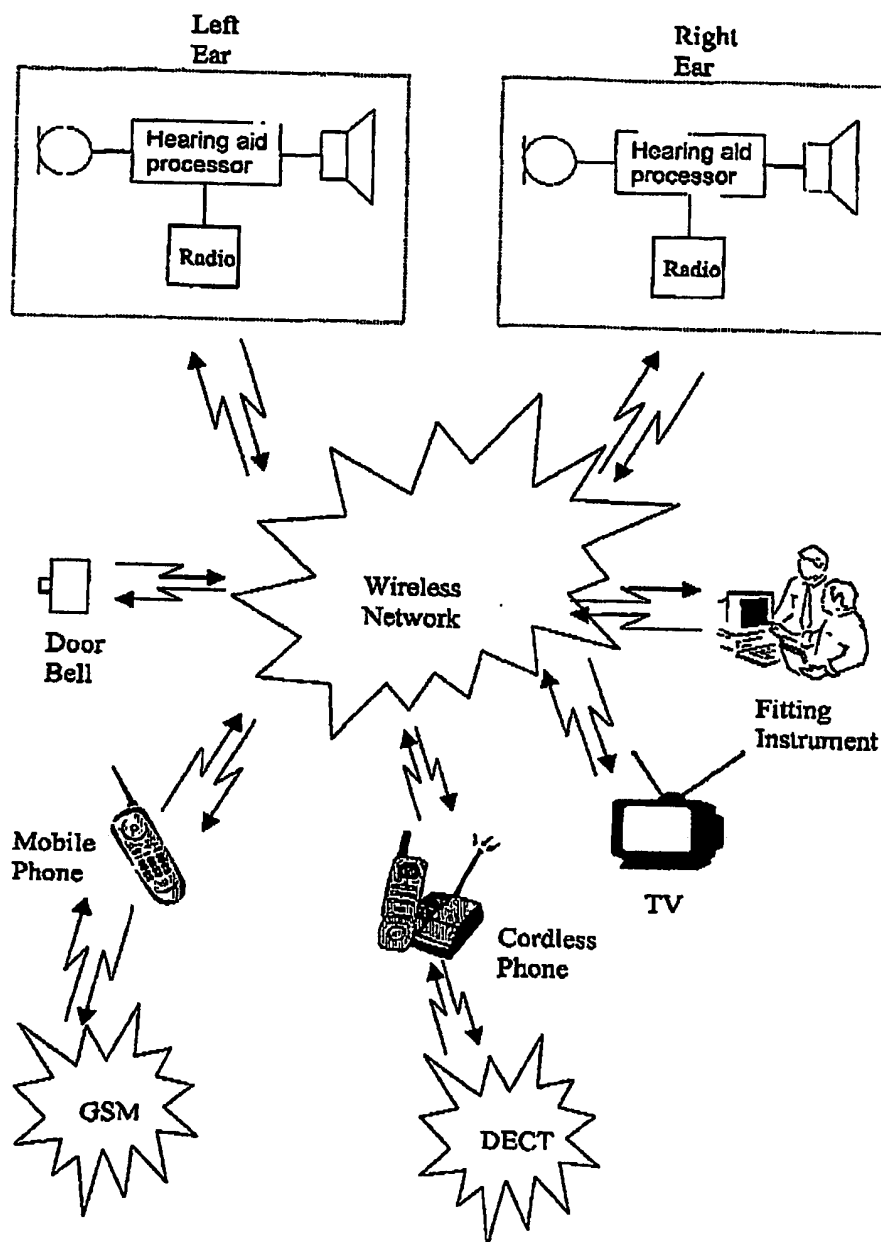 Left
Ear
Right
Ear
Hearing aid
processor
Radio
Hearing aid
processor
Radio
Wireless
Network
Door
Bell
Fitting
Instrument
Mobile
Phone
TV
Cordless
Phone
GSM
DECT